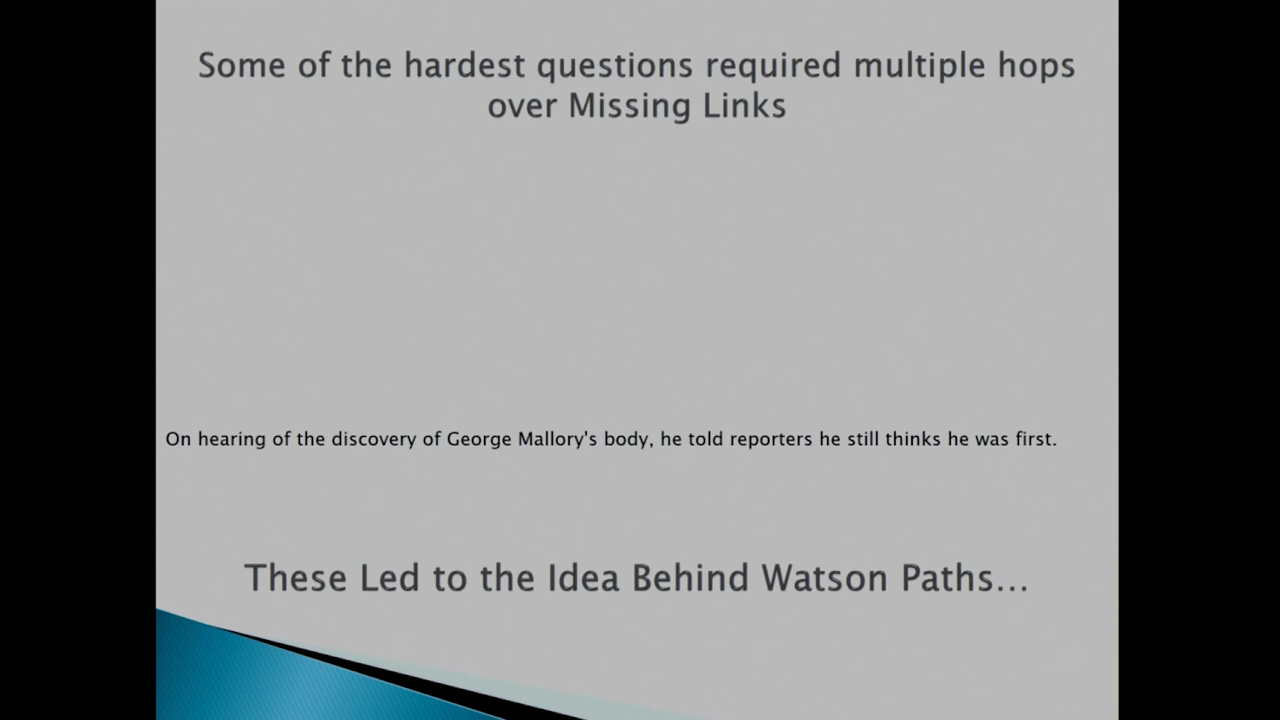 Some of the hardest questions required multiple hops
over Missing Links
On hearing of the discovery of George Mallory's body, he told reporters he still thinks he was first.
These Led to the Idea Behind Watson Paths...